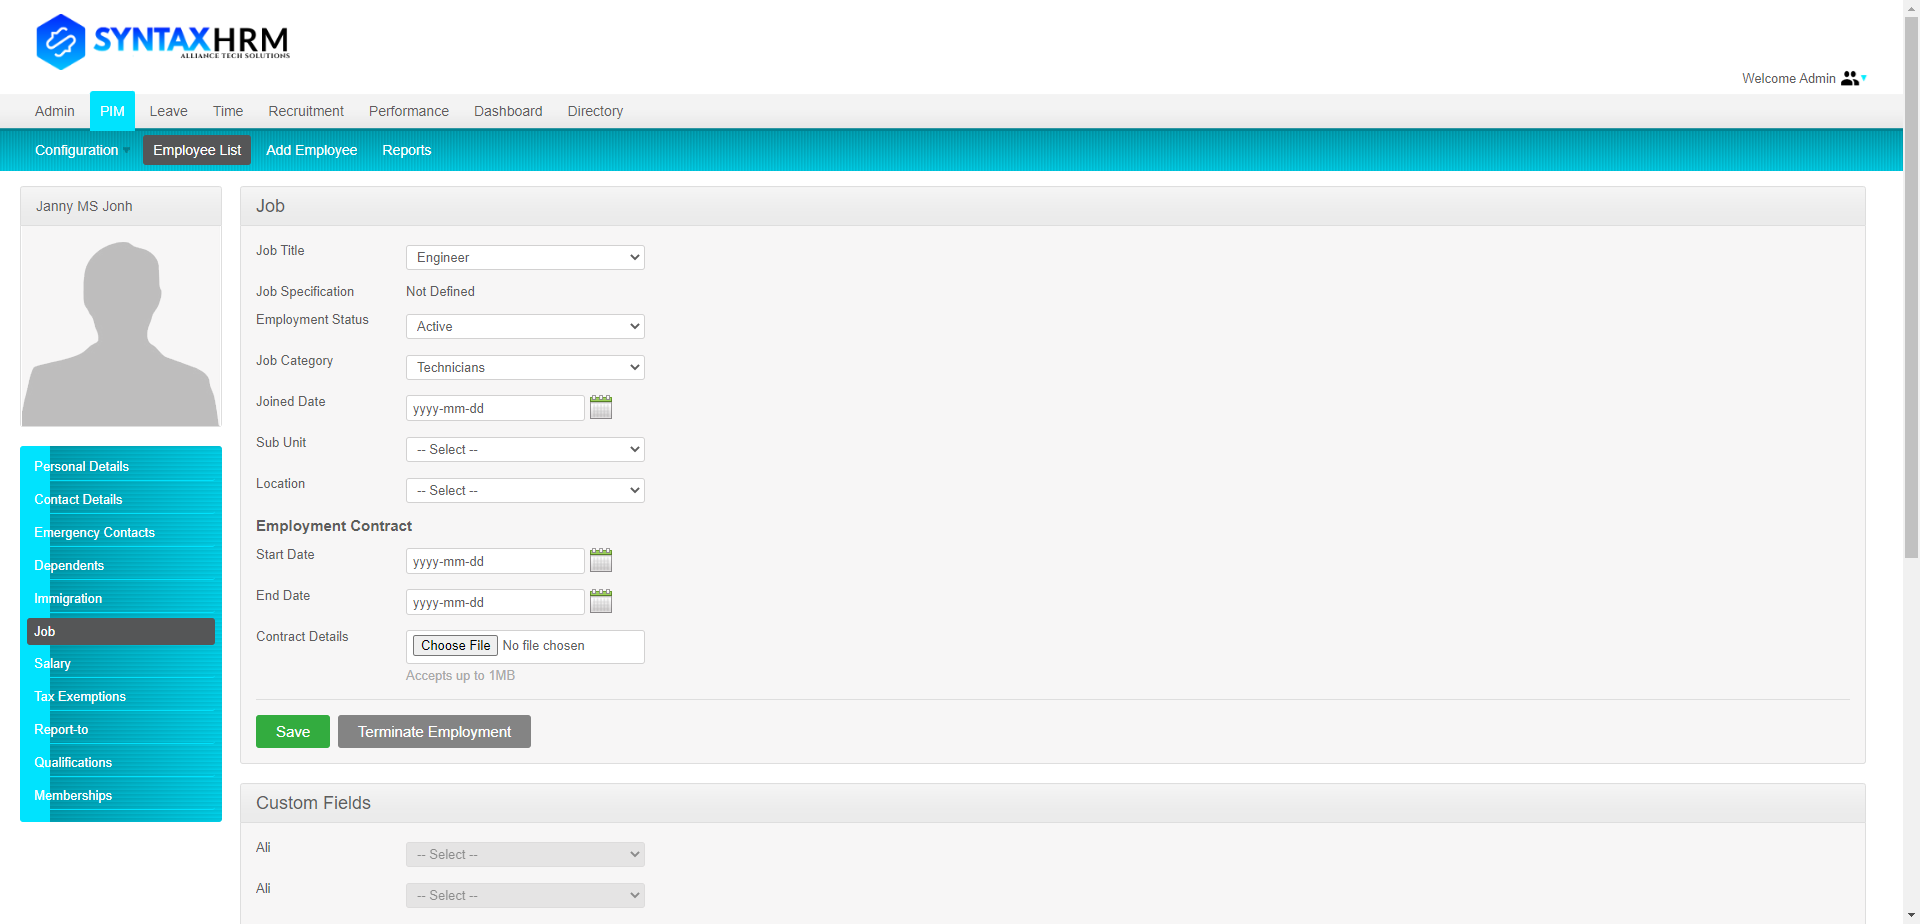 SYNTAXHRM
ALLIANCE TECH SOLUTIONS
Welcome Admin
Admin PIM Leave Time Recruitment Performance Dashboard Directory
Configuration Employee List Add Employee Reports
Janny MS Jonh
Personal Details
Contact Details
Emergency Contacts
Dependents
Immigration
Job
Salary
Tax Exemptions
Report-to
Qualifications
Memberships
Job
Job Title Engineer
Job Specification Not Defined
Employment Status Active
Job Category Technicians
Joined Date yyyy-mm-dd
Sub Unit -- Select --
Location -- Select --
Employment Contract
Start Date yyyy-mm-dd
End Date yyyy-mm-dd
Contract Details Choose File No file chosen
Accepts up to 1MB
Save Terminate Employment
Custom Fields
Ali -- Select --
Ali -- Select --